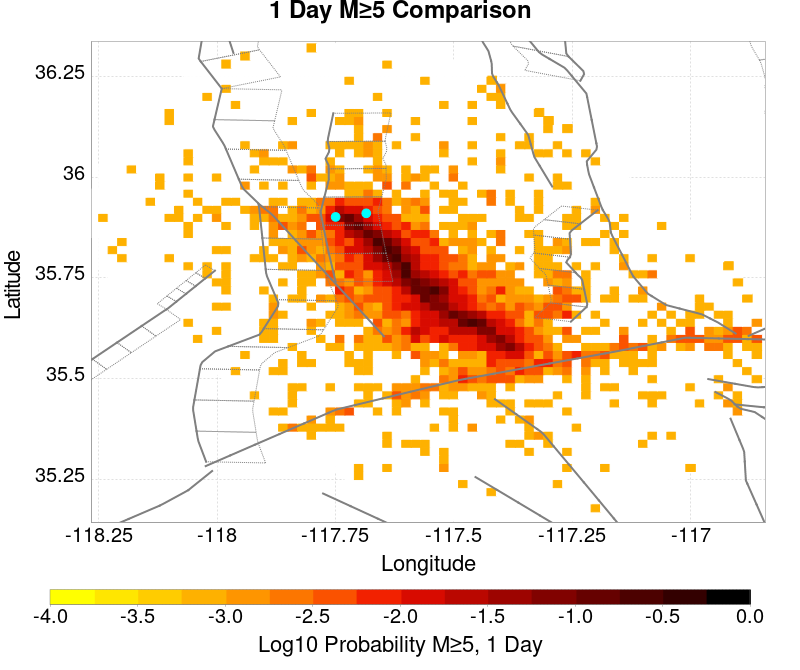 1 Day M≥5 Comparison
36.25
36
35.75
35.5
35.25
Latitude
-118.25 -118 -117.75 -117.5 -117.25 -117
Longitude
-4.0 -3.5 -3.0 -2.5 -2.0 -1.5 -1.0 -0.5 0.0
Log10 Probability M≥5, 1 Day